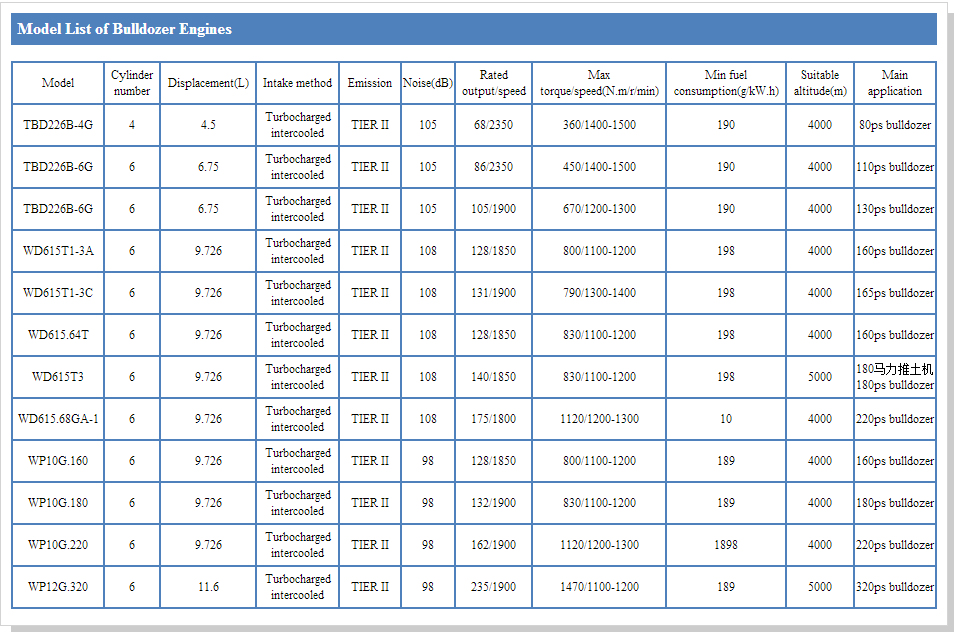 Model List of Bulldozer Engines
Model Cylinder number Displacement(L) Intake method Emission Noise(dB) Rated output/speed Max torque/speed(N.m/r/min) Min fuel consumption(g/kW.h) Suitable altitude(m) Main application
TBD226B-4G 4 4.5 Turbocharged intercooled TIER II 105 68/2350 360/1400-1500 190 4000 80ps bulldozer
TBD226B-6G 6 6.75 Turbocharged intercooled TIER II 105 86/2350 450/1400-1500 190 4000 110ps bulldozer
TBD226B-6G 6 6.75 Turbocharged intercooled TIER II 105 105/1900 670/1200-1300 190 4000 130ps bulldozer
WD615T1-3A 6 9.726 Turbocharged intercooled TIER II 108 128/1850 800/1100-1200 198 4000 160ps bulldozer
WD615T1-3C 6 9.726 Turbocharged intercooled TIER II 108 131/1900 790/1300-1400 198 4000 165ps bulldozer
WD615.64T 6 9.726 Turbocharged intercooled TIER II 108 128/1850 830/1100-1200 198 4000 160ps bulldozer
WD615T3 6 9.726 Turbocharged intercooled TIER II 108 140/1850 830/1100-1200 198 5000 180马力推土机 180ps bulldozer
WD615.68GA-1 6 9.726 Turbocharged intercooled TIER II 108 175/1800 1120/1200-1300 10 4000 220ps bulldozer
WP10G.160 6 9.726 Turbocharged intercooled TIER II 98 128/1850 800/1100-1200 189 4000 160ps bulldozer
WP10G.180 6 9.726 Turbocharged intercooled TIER II 98 132/1900 830/1100-1200 189 4000 180ps bulldozer
WP10G.220 6 9.726 Turbocharged intercooled TIER II 98 162/1900 1120/1200-1300 1898 4000 220ps bulldozer
WP12G.320 6 11.6 Turbocharged intercooled TIER II 98 235/1900 1470/1100-1200 189 5000 320ps bulldozer